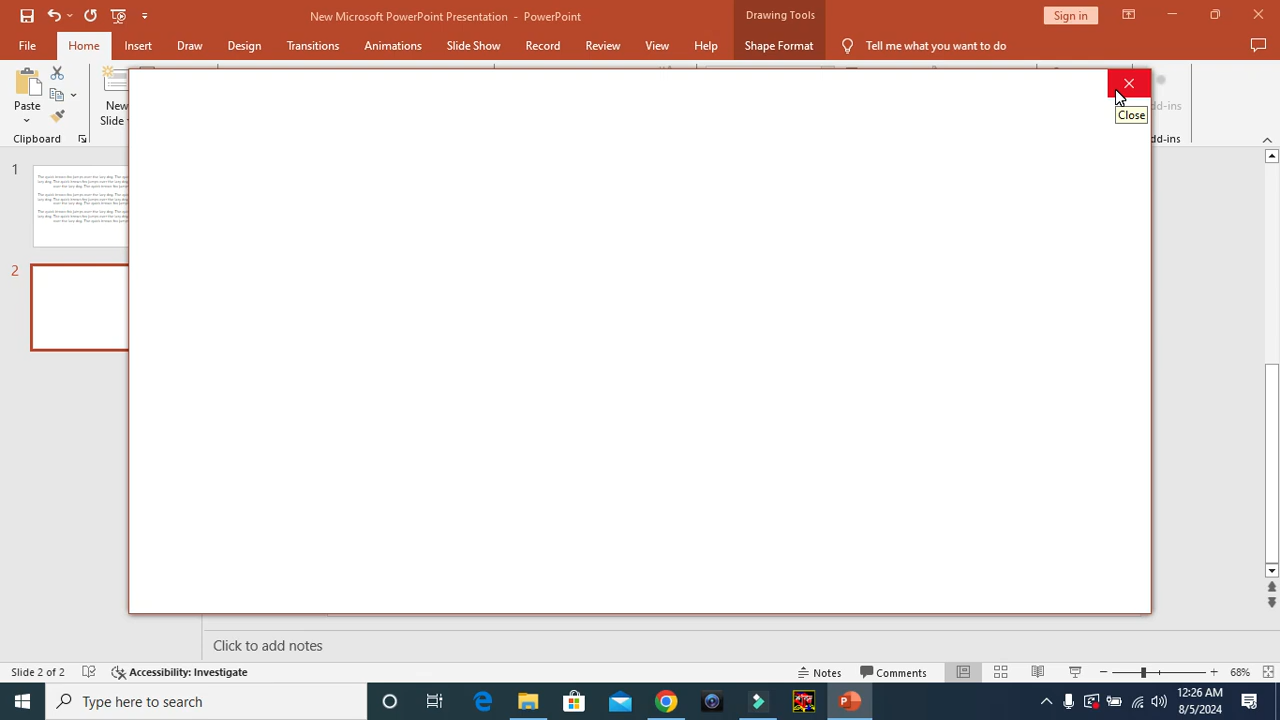 New Microsoft PowerPoint Presentation - PowerPoint
Drawing Tools
Sign in
File Home Insert Draw Design Transitions Animations Slide Show Record Review View Help Shape Format Tell me what you want to do
Paste
New
Slide
Clipboard
Close
1
2
Click to add notes
Slide 2 of 2 Accessibility: Investigate Notes Comments 68%
Type here to search
12:26 AM
8/5/2024